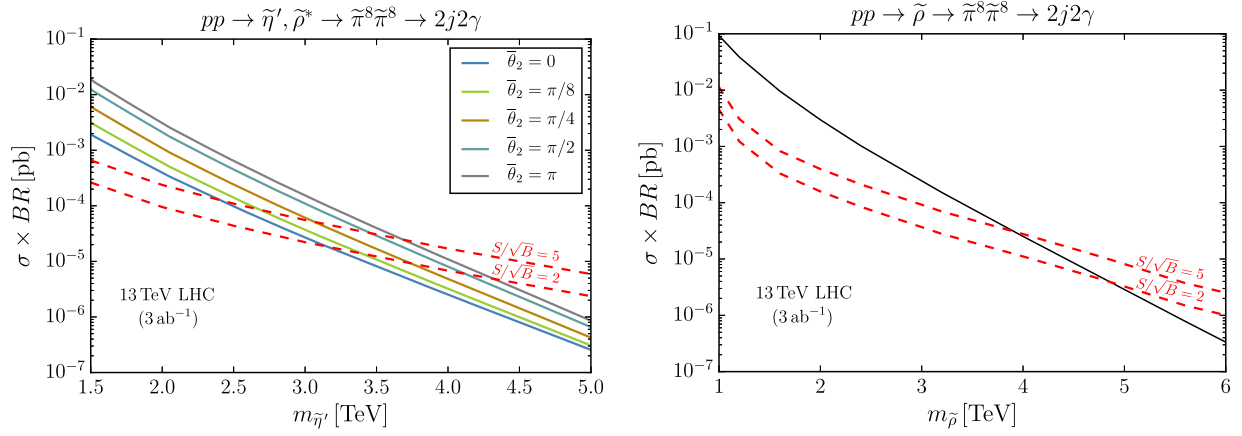 pp → η̃′, ρ̃* → π̃⁸π̃⁸ → 2j2γ
σ × BR [pb]
10⁻¹
10⁻²
10⁻³
10⁻⁴
10⁻⁵
10⁻⁶
10⁻⁷
θ̄₂ = 0
θ̄₂ = π/8
θ̄₂ = π/4
θ̄₂ = π/2
θ̄₂ = π
S/√B = 5
S/√B = 2
13 TeV LHC
(3 ab⁻¹)
1.5 2.0 2.5 3.0 3.5 4.0 4.5 5.0
m_η̃′ [TeV]
pp → ρ̃ → π̃⁸π̃⁸ → 2j2γ
σ × BR [pb]
10⁻¹
10⁻²
10⁻³
10⁻⁴
10⁻⁵
10⁻⁶
10⁻⁷
S/√B = 5
S/√B = 2
13 TeV LHC
(3 ab⁻¹)
1 2 3 4 5 6
m_ρ̃ [TeV]